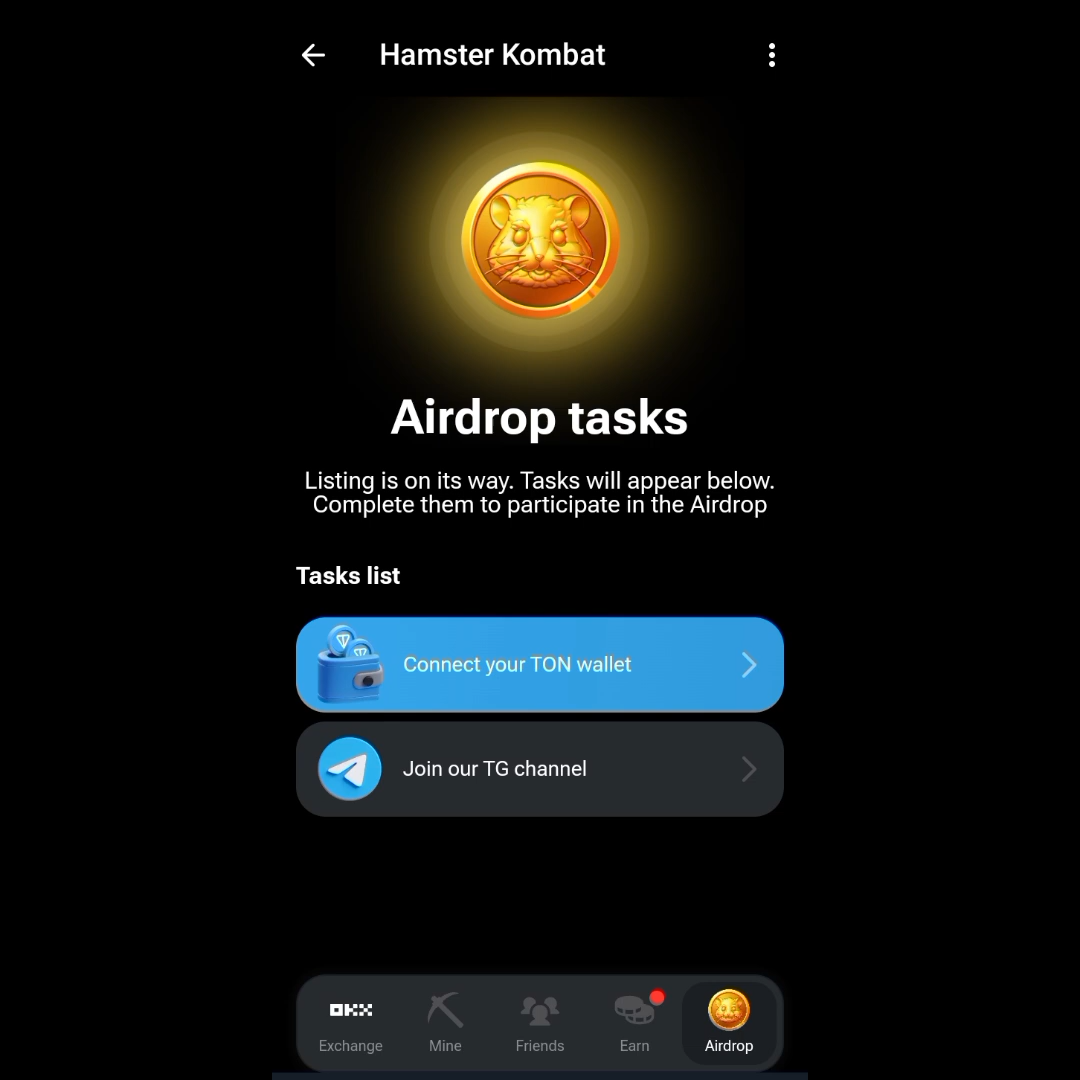 Hamster Kombat
Airdrop tasks
Listing is on its way. Tasks will appear below.
Complete them to participate in the Airdrop
Tasks list
Connect your TON wallet
Join our TG channel
OKX
Exchange
Mine
Friends
Earn
Airdrop